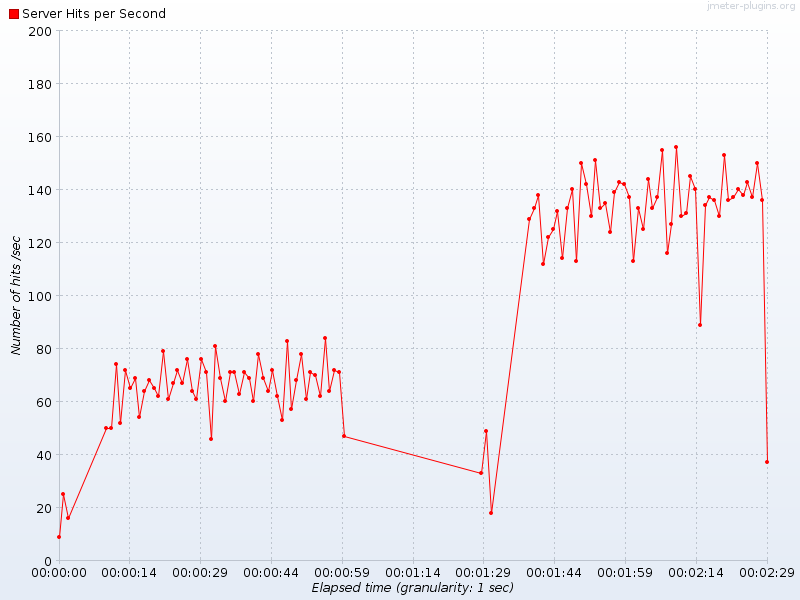 jmeter-plugins.org
Server Hits per Second
200
180
160
140
120
100
80
60
40
20
0
Number of hits /sec
00:00:00 00:00:14 00:00:29 00:00:44 00:00:59 00:01:14 00:01:29 00:01:44 00:01:59 00:02:14 00:02:29
Elapsed time (granularity: 1 sec)